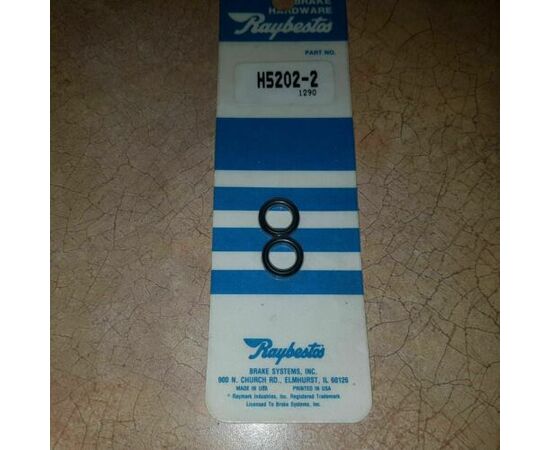 BRAKE
HARDWARE
Raybestos
PART NO.
H5202-2
1290
Raybestos
BRAKE SYSTEMS, INC.
900 N. CHURCH RD., ELMHURST, IL 60126
MADE IN USA PRINTED IN USA
Raymark Industries, Inc. Registered Trademark
Licensed To Brake Systems, Inc.